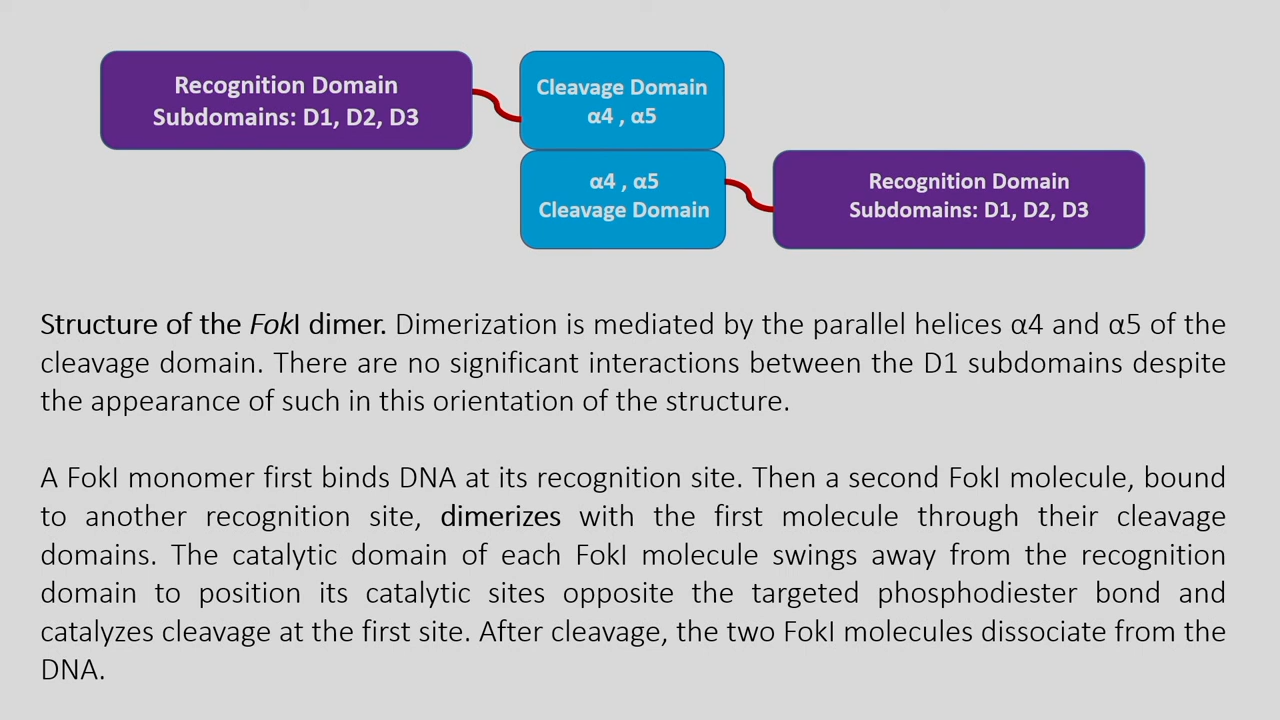 Recognition Domain
Subdomains: D1, D2, D3
Cleavage Domain
α4 , α5
α4 , α5
Cleavage Domain
Recognition Domain
Subdomains: D1, D2, D3
Structure of the FokI dimer. Dimerization is mediated by the parallel helices α4 and α5 of the
cleavage domain. There are no significant interactions between the D1 subdomains despite
the appearance of such in this orientation of the structure.
A FokI monomer first binds DNA at its recognition site. Then a second FokI molecule, bound
to another recognition site, dimerizes with the first molecule through their cleavage
domains. The catalytic domain of each FokI molecule swings away from the recognition
domain to position its catalytic sites opposite the targeted phosphodiester bond and
catalyzes cleavage at the first site. After cleavage, the two FokI molecules dissociate from the
DNA.